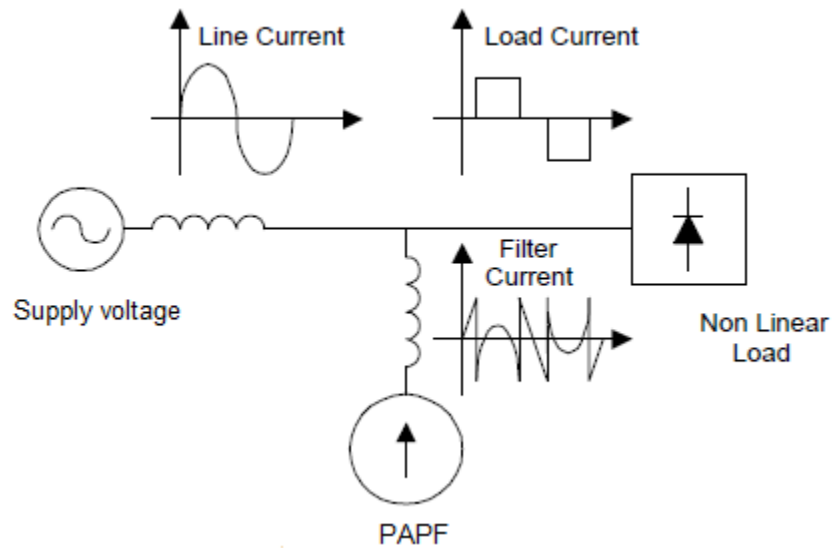 Line Current
Load Current
Filter
Current
Supply voltage
Non Linear
Load
PAPF